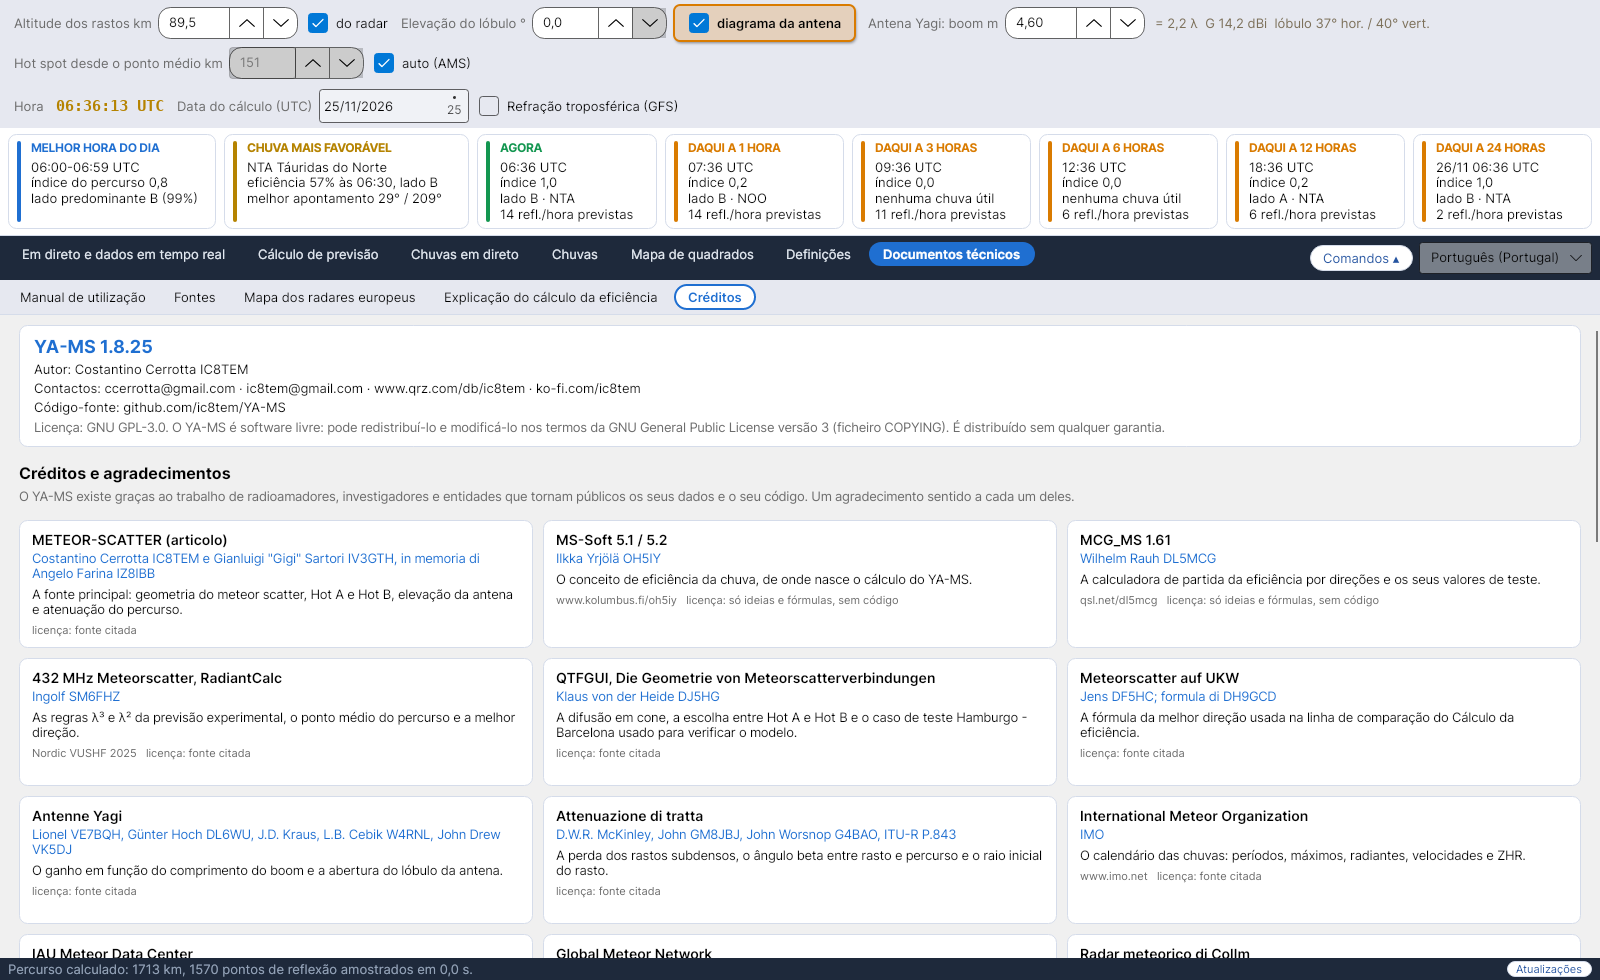 Altitude dos rastos km 89,5 do radar Elevação do lóbulo ° 0,0 diagrama da antena Antena Yagi: boom m 4,60 = 2,2 λ G 14,2 dBi lóbulo 37° hor. / 40° vert.
Hot spot desde o ponto médio km 151 auto (AMS)
Hora 06:36:13 UTC Data do cálculo (UTC) 25/11/2026 25 Refração troposférica (GFS)
MELHOR HORA DO DIA
06:00-06:59 UTC
índice do percurso 0,8
lado predominante B (99%)
CHUVA MAIS FAVORÁVEL
NTA Táuridas do Norte
eficiência 57% às 06:30, lado B
melhor apontamento 29° / 209°
AGORA
06:36 UTC
índice 1,0
lado B · NTA
14 refl./hora previstas
DAQUI A 1 HORA
07:36 UTC
índice 0,2
lado B · NOO
14 refl./hora previstas
DAQUI A 3 HORAS
09:36 UTC
índice 0,0
nenhuma chuva útil
11 refl./hora previstas
DAQUI A 6 HORAS
12:36 UTC
índice 0,0
nenhuma chuva útil
6 refl./hora previstas
DAQUI A 12 HORAS
18:36 UTC
índice 0,2
lado A · NTA
6 refl./hora previstas
DAQUI A 24 HORAS
26/11 06:36 UTC
índice 1,0
lado B · NTA
2 refl./hora previstas
Em direto e dados em tempo real Cálculo de previsão Chuvas em direto Chuvas Mapa de quadrados Definições Documentos técnicos Comandos ▴ Português (Portugal)
Manual de utilização Fontes Mapa dos radares europeus Explicação do cálculo da eficiência Créditos
YA-MS 1.8.25
Autor: Costantino Cerrotta IC8TEM
Contactos: ccerrotta@gmail.com · ic8tem@gmail.com · www.qrz.com/db/ic8tem · ko-fi.com/ic8tem
Código-fonte: github.com/ic8tem/YA-MS
Licença: GNU GPL-3.0. O YA-MS é software livre: pode redistribuí-lo e modificá-lo nos termos da GNU General Public License versão 3 (ficheiro COPYING). É distribuído sem qualquer garantia.
Créditos e agradecimentos
O YA-MS existe graças ao trabalho de radioamadores, investigadores e entidades que tornam públicos os seus dados e o seu código. Um agradecimento sentido a cada um deles.
METEOR-SCATTER (articolo)
Costantino Cerrotta IC8TEM e Gianluigi "Gigi" Sartori IV3GTH, in memoria di
Angelo Farina IZ8IBB
A fonte principal: geometria do meteor scatter, Hot A e Hot B, elevação da antena
e atenuação do percurso.
licença: fonte citada
MS-Soft 5.1 / 5.2
Ilkka Yrjölä OH5IY
O conceito de eficiência da chuva, de onde nasce o cálculo do YA-MS.
www.kolumbus.fi/oh5iy licença: só ideias e fórmulas, sem código
MCG_MS 1.61
Wilhelm Rauh DL5MCG
A calculadora de partida da eficiência por direções e os seus valores de teste.
qsl.net/dl5mcg licença: só ideias e fórmulas, sem código
432 MHz Meteorscatter, RadiantCalc
Ingolf SM6FHZ
As regras λ³ e λ² da previsão experimental, o ponto médio do percurso e a melhor
direção.
Nordic VUSHF 2025 licença: fonte citada
QTFGUI, Die Geometrie von Meteorscatterverbindungen
Klaus von der Heide DJ5HG
A difusão em cone, a escolha entre Hot A e Hot B e o caso de teste Hamburgo -
Barcelona usado para verificar o modelo.
licença: fonte citada
Meteorscatter auf UKW
Jens DF5HC; formula di DH9GCD
A fórmula da melhor direção usada na linha de comparação do Cálculo da
eficiência.
licença: fonte citada
Antenne Yagi
Lionel VE7BQH, Günter Hoch DL6WU, J.D. Kraus, L.B. Cebik W4RNL, John Drew
VK5DJ
O ganho em função do comprimento do boom e a abertura do lóbulo da antena.
licença: fonte citada
Attenuazione di tratta
D.W.R. McKinley, John GM8JBJ, John Worsnop G4BAO, ITU-R P.843
A perda dos rastos subdensos, o ângulo beta entre rasto e percurso e o raio inicial
do rasto.
licença: fonte citada
International Meteor Organization
IMO
O calendário das chuvas: períodos, máximos, radiantes, velocidades e ZHR.
www.imo.net licença: fonte citada
IAU Meteor Data Center
Global Meteor Network
Radar meteorico di Collm
Percurso calculado: 1713 km, 1570 pontos de reflexão amostrados em 0,0 s.
Atualizações